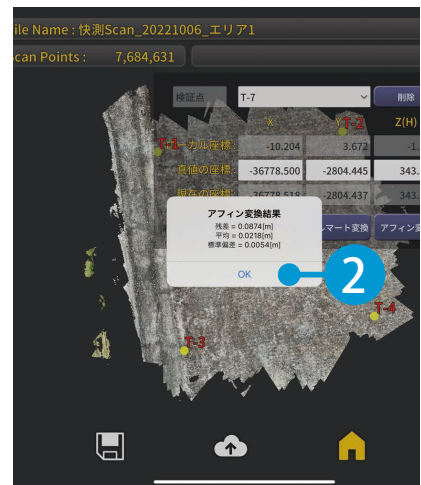 ile Name : 快測Scan_20221006_エリア1
can Points : 7,684,631
検証点 T-7 削除
X Y T-2 Z(H)
T-1 ーカル座標: -10.204 3.672 -1.
真値の座標: -36778.500 -2804.445 343.
現在の座標: -36778.518 -2804.437 343.
アフィン変換結果
残差 = 0.0874[m]
平均 = 0.0218[m]
標準偏差 = 0.0054[m]
ルマート変換 アフィン変
OK
2
T-4
T-3